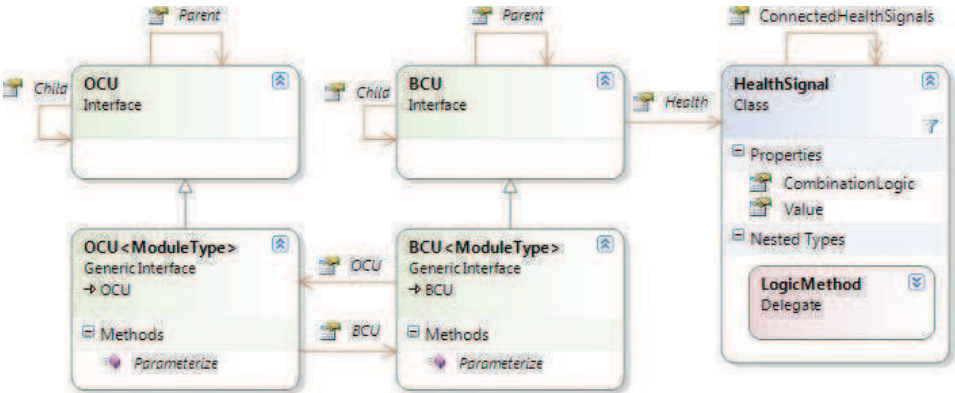 Parent
Parent
ConnectedHealthSignals
Child
OCU
Interface
Child
BCU
Interface
Health
HealthSignal
Class
Properties
CombinationLogic
Value
Nested Types
LogicMethod
Delegate
OCU<ModuleType>
Generic Interface
OCU
Methods
Parameterize
OCU
BCU
BCU<ModuleType>
Generic Interface
BCU
Methods
Parameterize